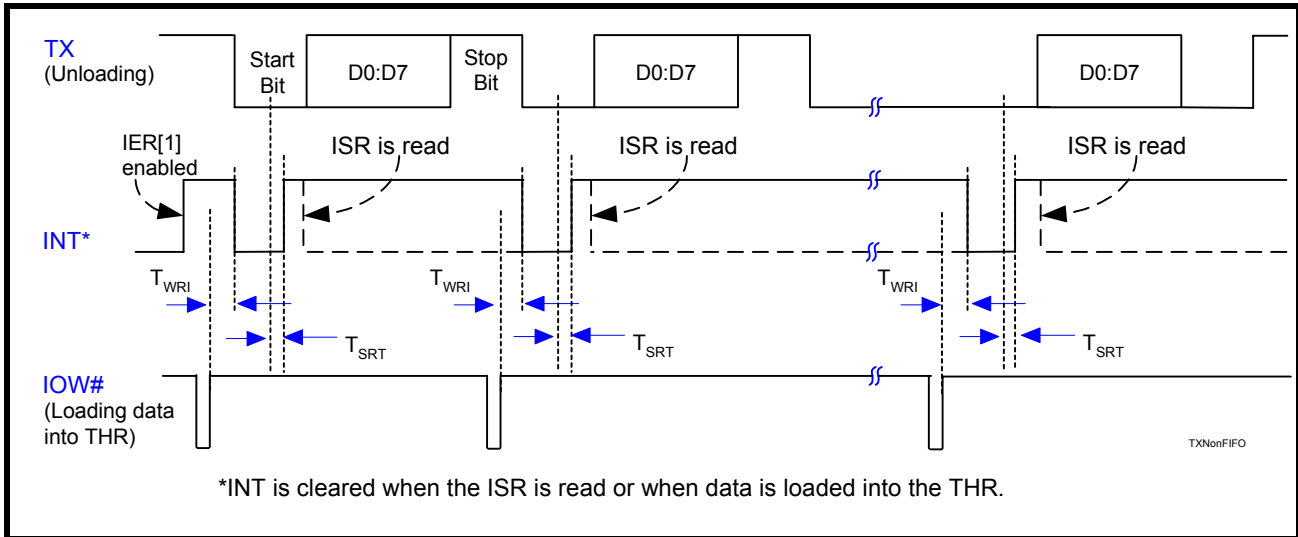 TX
(Unloading)
Start
Bit
D0:D7
Stop
Bit
D0:D7
D0:D7
IER[1]
enabled
ISR is read
ISR is read
ISR is read
INT*
TWRI
TWRI
TWRI
TSRT
TSRT
TSRT
IOW#
(Loading data
into THR)
TXNonFIFO
*INT is cleared when the ISR is read or when data is loaded into the THR.